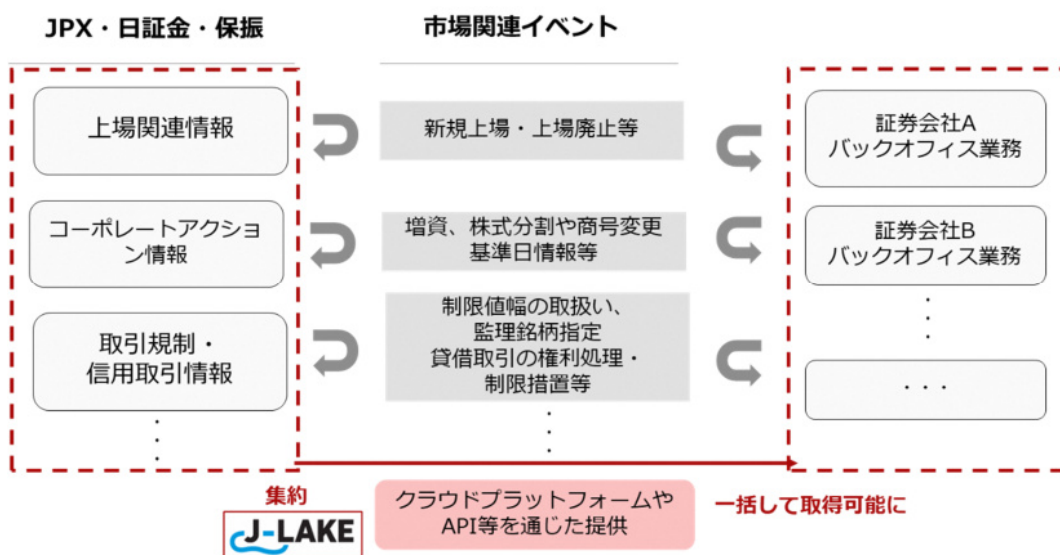 JPX・日証金・保振
市場関連イベント
上場関連情報
新規上場・上場廃止等
証券会社A
バックオフィス業務
コーポレートアクショ
ン情報
増資、株式分割や商号変更
基準日情報等
証券会社B
バックオフィス業務
取引規制・
信用取引情報
制限値幅の取扱い、
監理銘柄指定
貸借取引の権利処理・
制限措置等
・・・
集約
J-LAKE
クラウドプラットフォームや
API等を通じた提供
一括して取得可能に